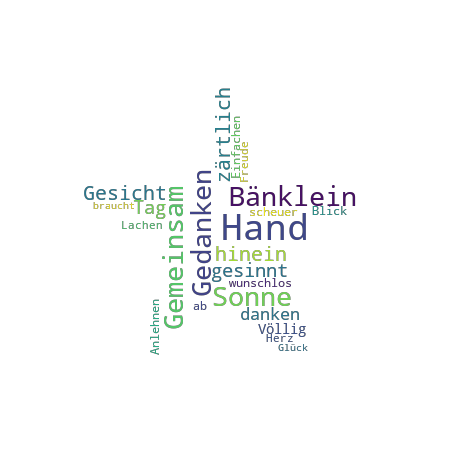 zärtlich
Einfachen
Freude
Gedanken
Gesicht
Bänklein
braucht
Tag
scheuer
Blick
Lachen
Hand
Gemeinsam
hinein
gesinnt
wunschlos
Sonne
ab
danken
Anlehnen
Völlig
Herz
Glück